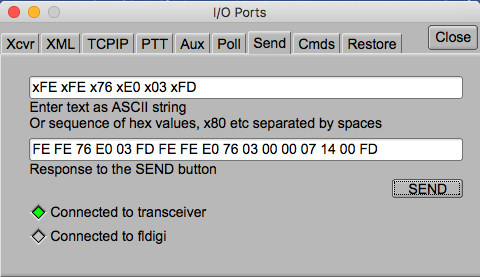 I/O Ports
Xcvr XML TCPIP PTT Aux Poll Send Cmds Restore Close
xFE xFE x76 xE0 x03 xFD
Enter text as ASCII string
Or sequence of hex values, x80 etc separated by spaces
FE FE 76 E0 03 FD FE FE E0 76 03 00 00 07 14 00 FD
Response to the SEND button
SEND
Connected to transceiver
Connected to fldigi